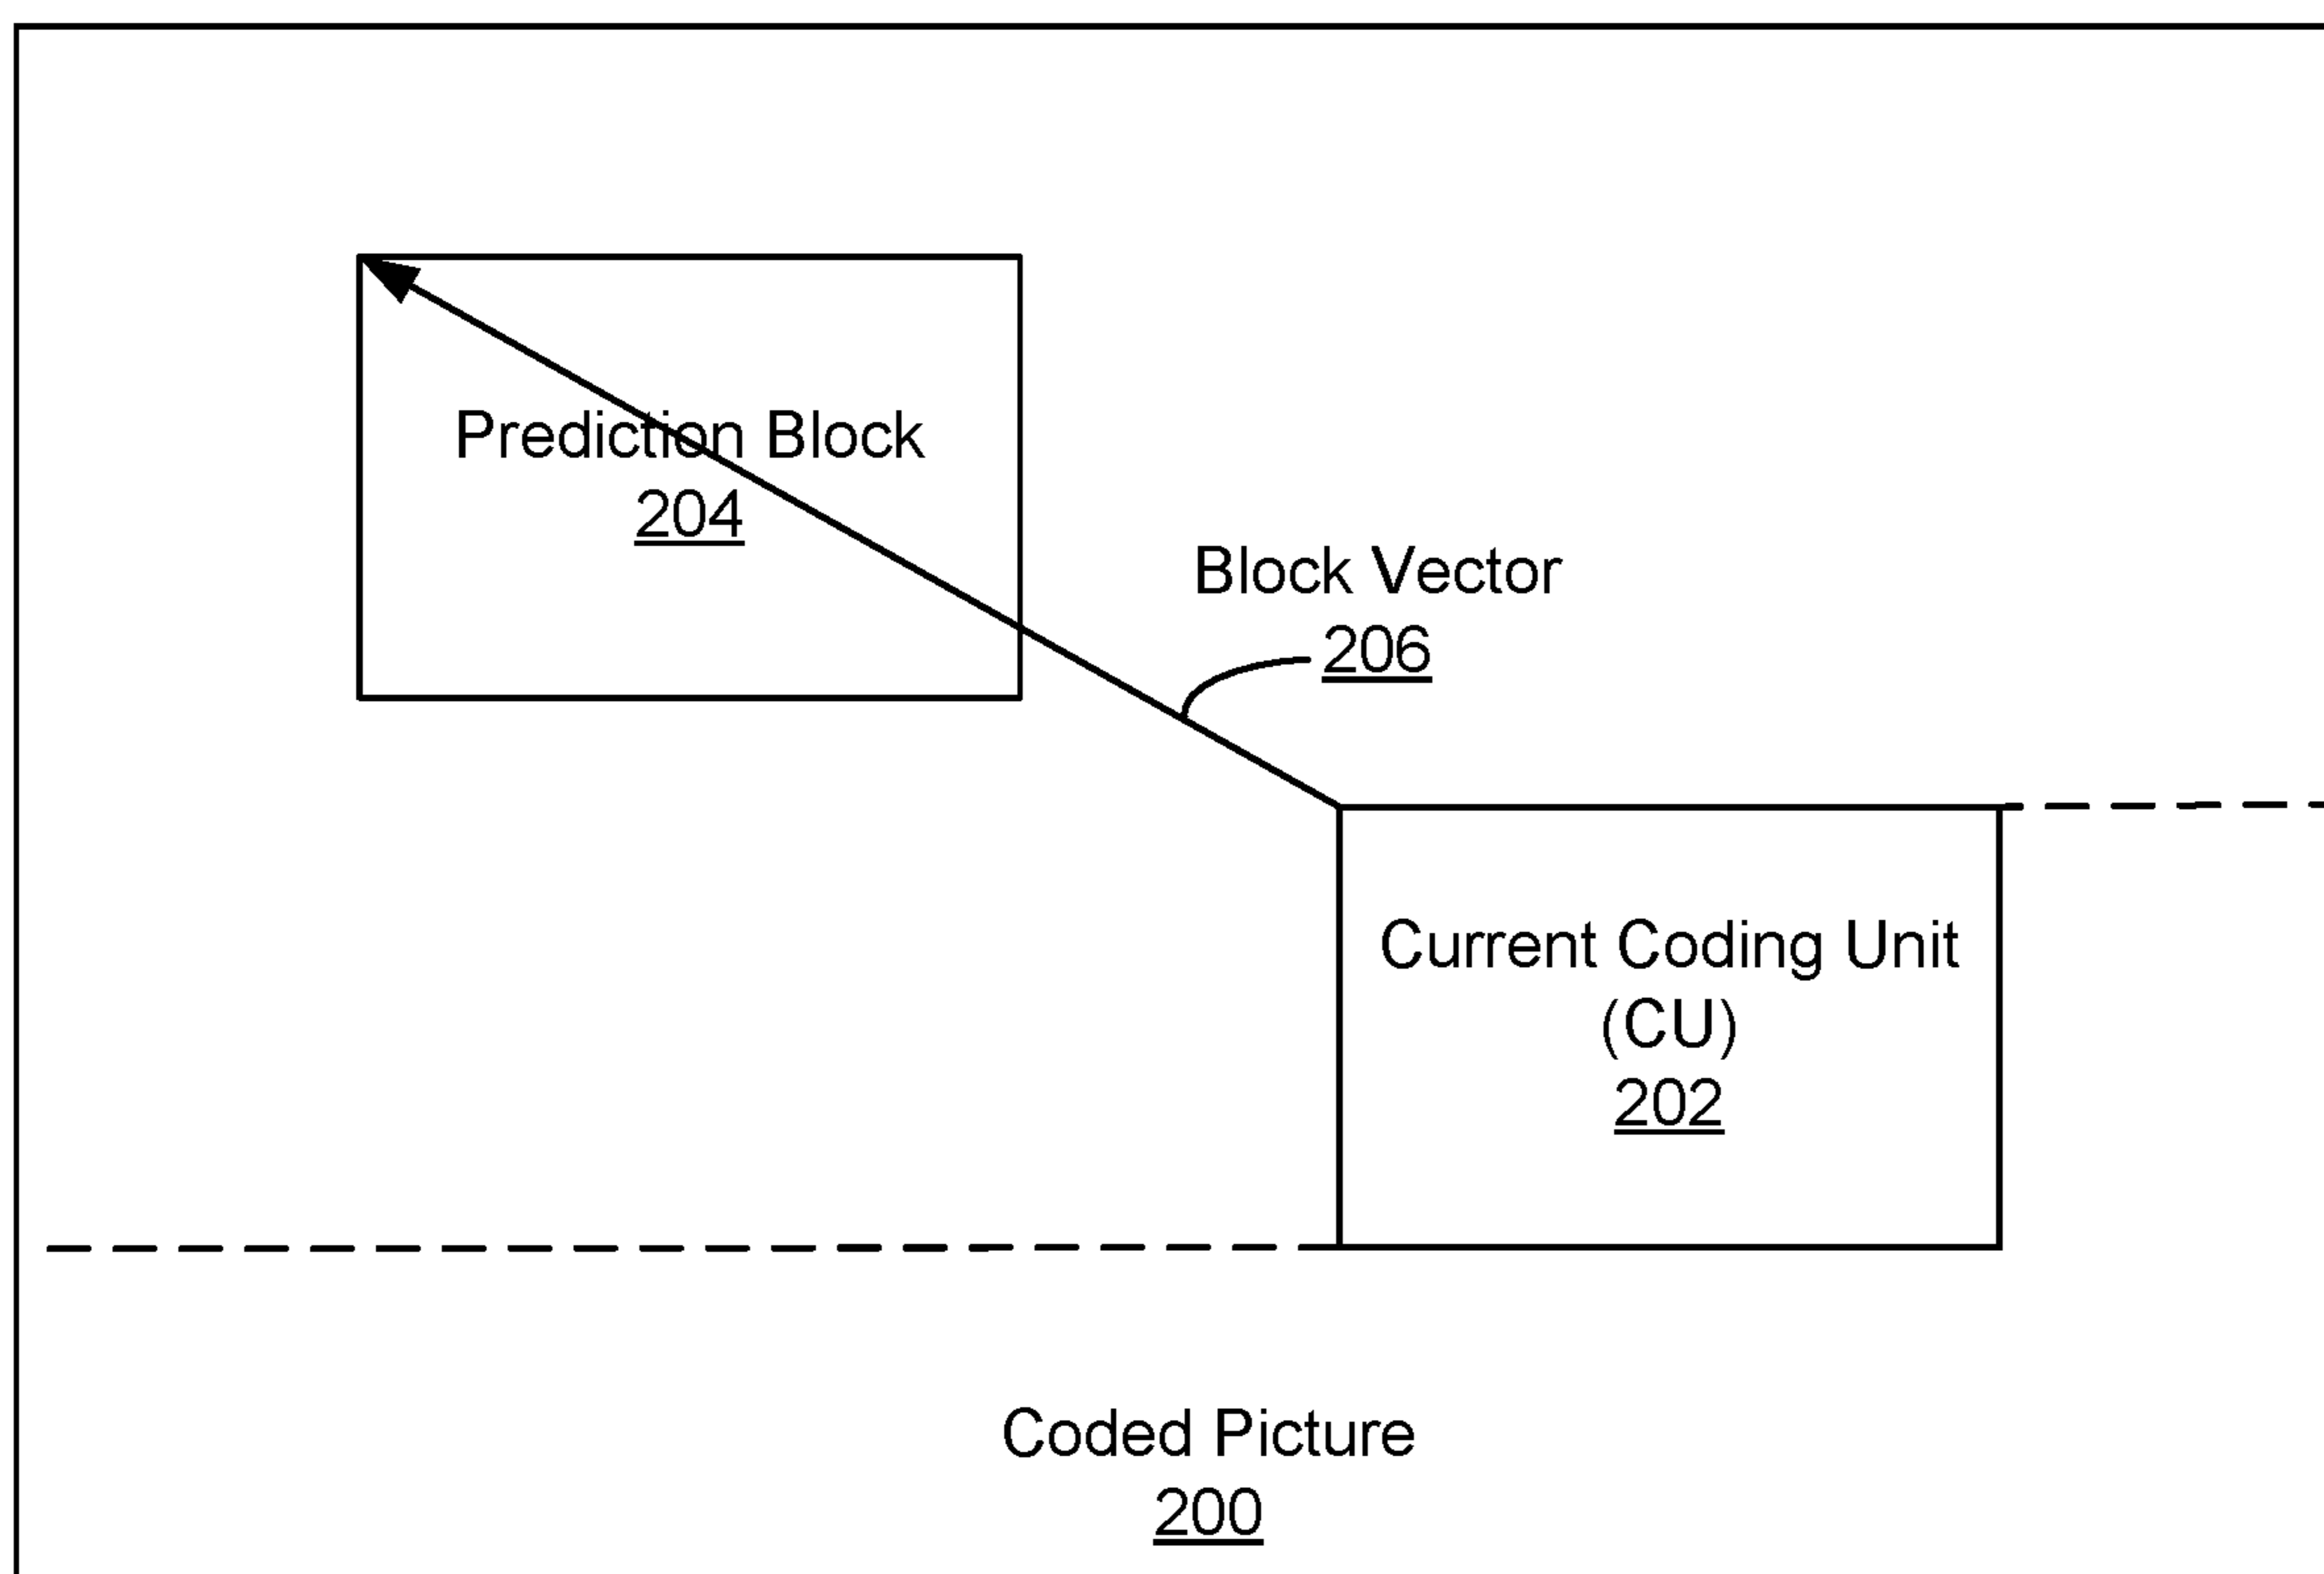 Prediction Block
204
Block Vector
206
Current Coding Unit
(CU)
202
Coded Picture
200